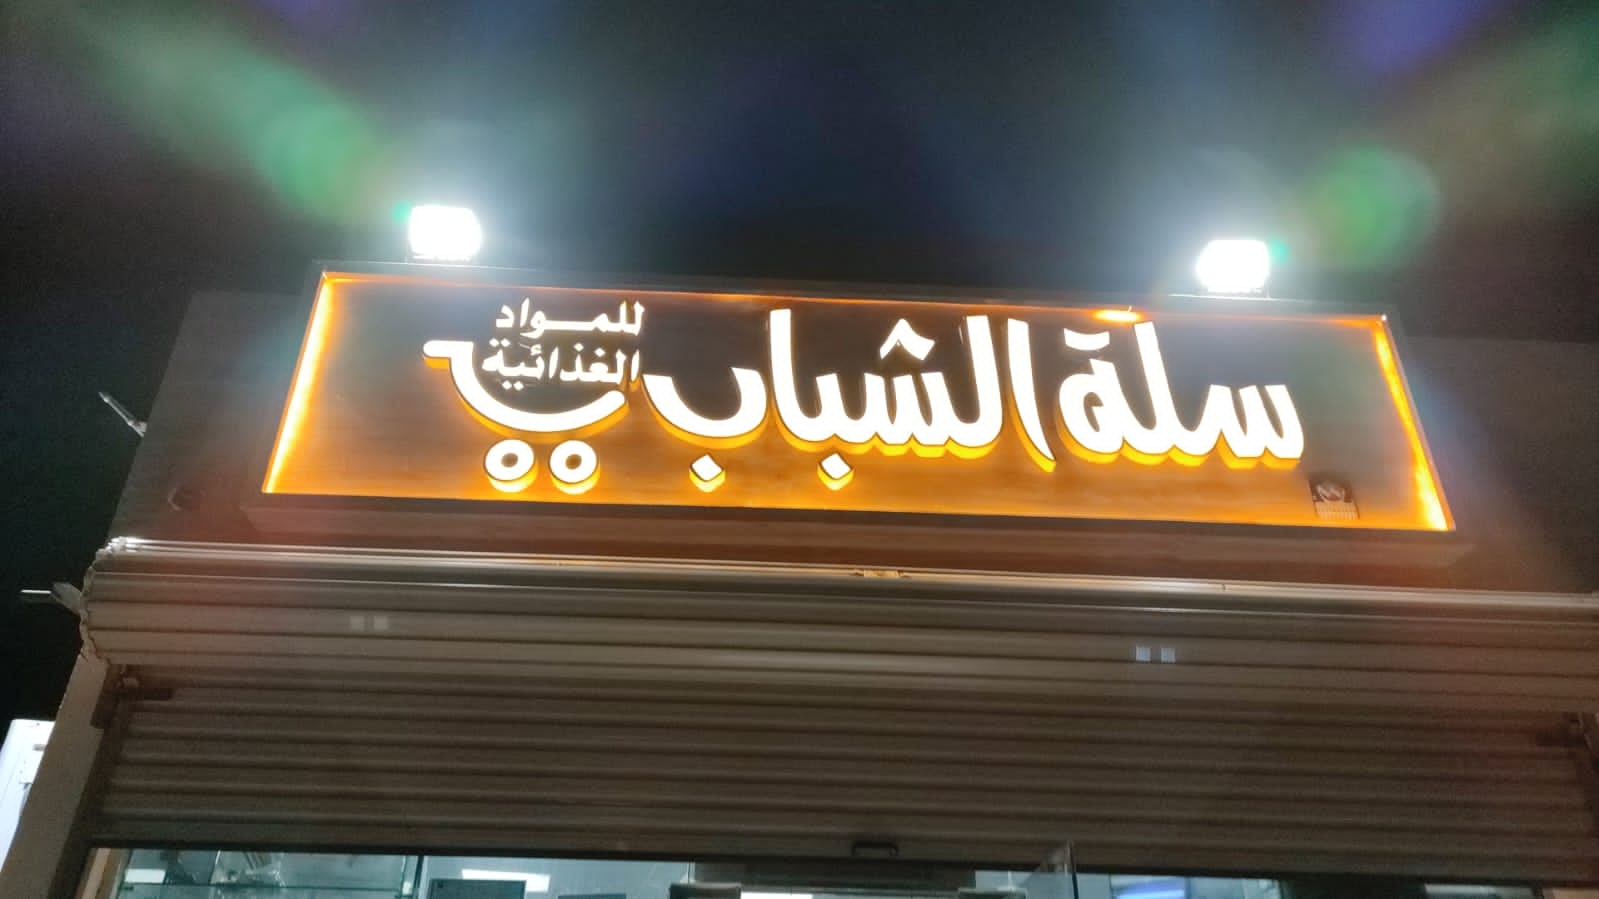 سلة الشباب
للمواد
الغذائية